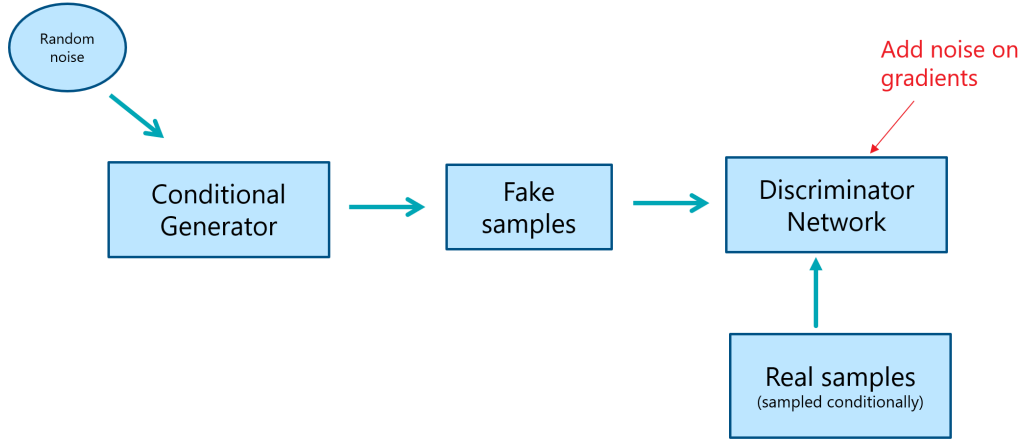 Random
noise
Add noise on
gradients
Conditional
Generator
Fake
samples
Discriminator
Network
Real samples
(sampled conditionally)